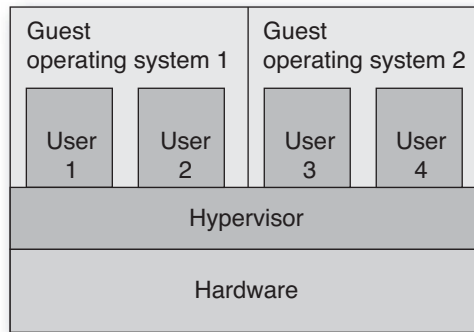 Guest
operating system 1
Guest
operating system 2
User
1
User
2
User
3
User
4
Hypervisor
Hardware